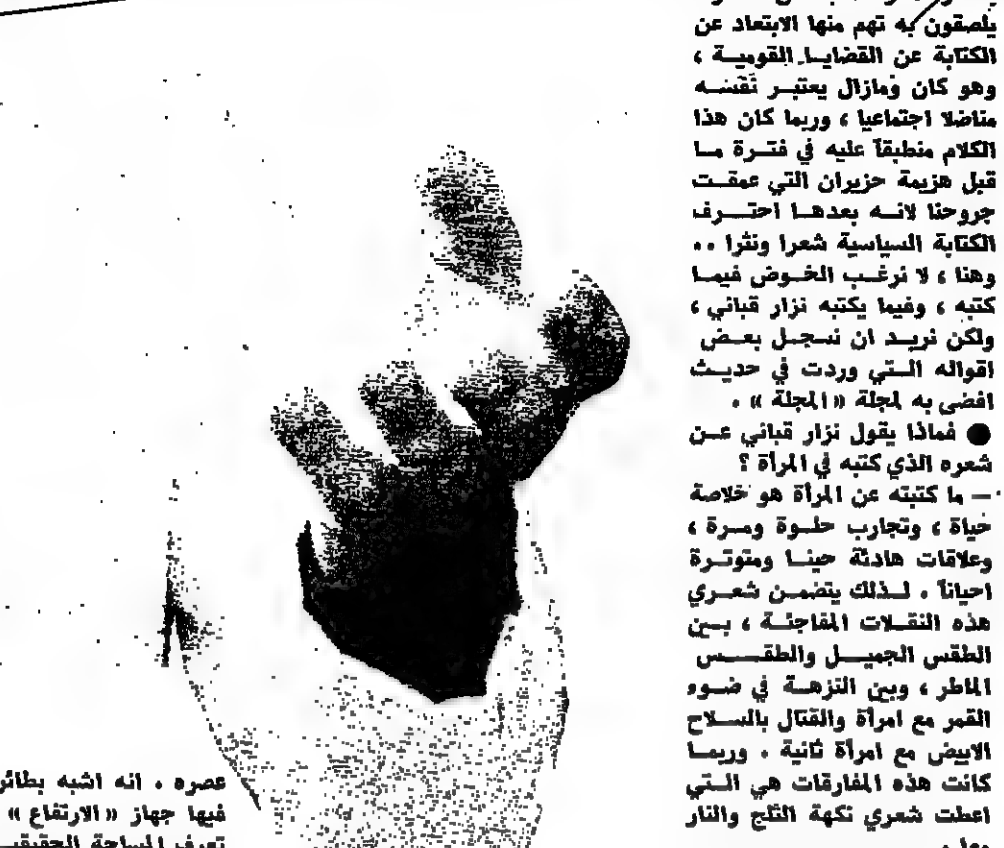 يلصقون به تهم منها الابتعاد عن
الكتابة عن القضايا القومية ،
وهو كان ومازال يعتبر نفسه
مناضلا اجتماعيا ، وربما كان هذا
الكلام منطبقاً عليه في فترة ما
قبل هزيمة حزيران التي عمقت
جروحنا لانه بعدها احترف
الكتابة السياسية شعرا ونثرا ..
وهنا ، لا نرغب الخوض فيما
كتبه ، وفيما يكتبه نزار قباني ،
ولكن نريد ان نسجل بعض
اقواله التي وردت في حديث
افضى به لمجلة «المجلة» .
● فماذا يقول نزار قباني عن
شعره الذي كتبه في المرأة ؟
— ما كتبته عن المرأة هو خلاصة
حياة ، وتجارب حلوة ومرة ،
وعلاقات هادئة حينا ومتوترة
احياناً . لذلك يتضمن شعري
هذه النقلات المفاجئة ، بين
الطقس الجميل والطقس
الماطر ، وبين النزهة في ضوء
القمر مع امرأة والقتال بالسلاح
الابيض مع امرأة ثانية . وربما
كانت هذه المفارقات هي التي
اعطت شعري نكهة الثلج والنار
عصره . انه اشبه بطائر
فيها جهاز «الارتفاع»
تعرف المساحة